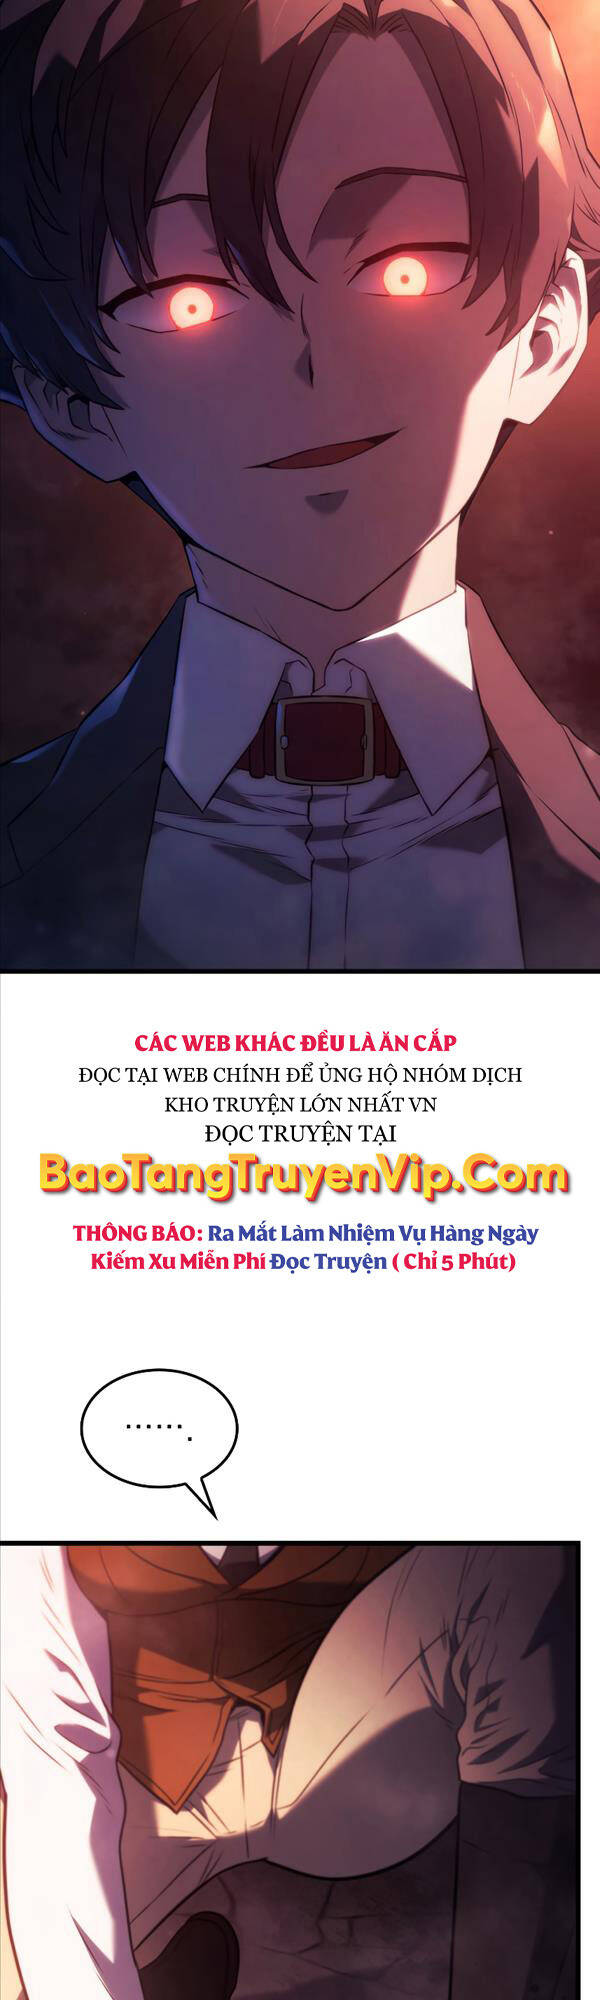 CÁC WEB KHÁC ĐỀU LÀ ĂN CẮP
ĐỌC TẠI WEB CHÍNH ĐỂ ỦNG HỘ NHÓM DỊCH
KHO TRUYỆN LỚN NHẤT VN
ĐỌC TRUYỆN TẠI
BaoTangTruyenVip.Com
THÔNG BÁO: Ra Mắt Làm Nhiệm Vụ Hàng Ngày
Kiếm Xu Miễn Phí Đọc Truyện ( Chỉ 5 Phút)
.......